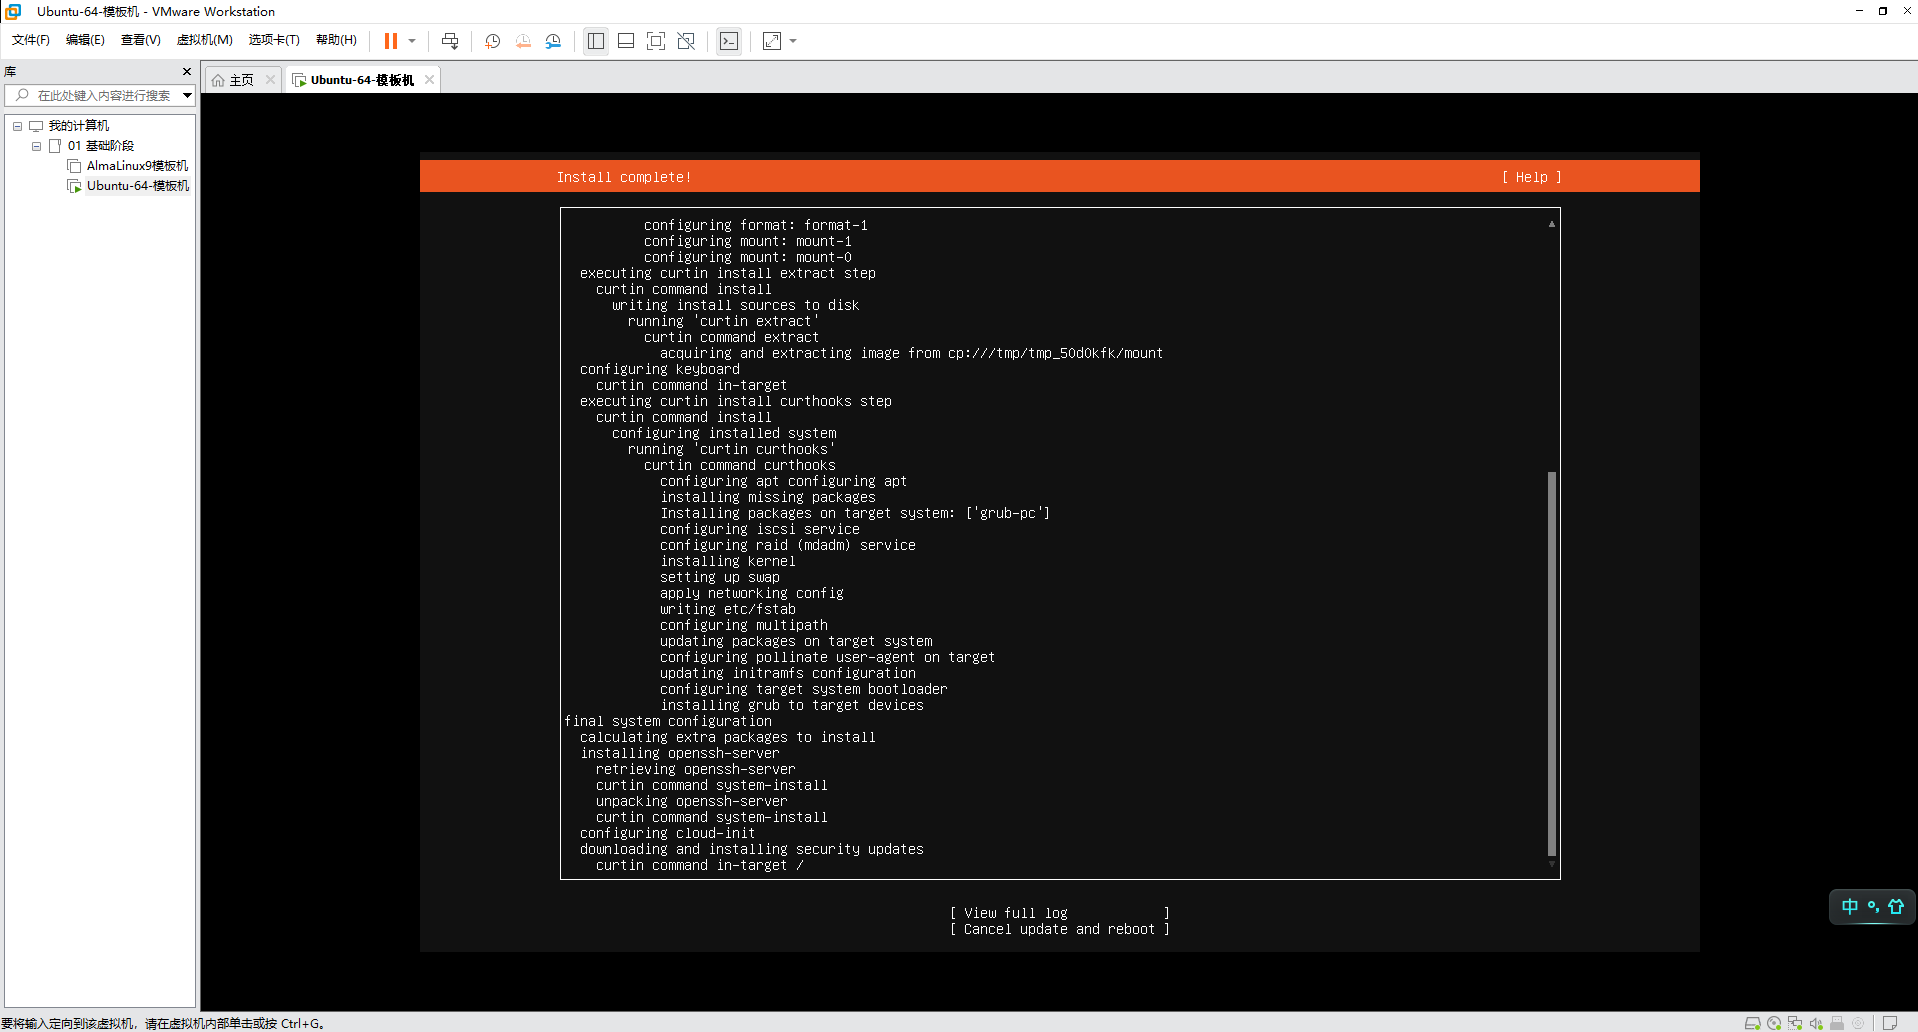 Ubuntu-64-模板机 - VMware Workstation
文件(F) 编辑(E) 查看(V) 虚拟机(M) 选项卡(T) 帮助(H)
库
主页
Ubuntu-64-模板机
在此处键入内容进行搜索
我的计算机
01 基础阶段
AlmaLinux9模板机
Ubuntu-64-模板机
Install complete!
[ Help ]
configuring format: format-1
configuring mount: mount-1
configuring mount: mount-0
executing curtin install extract step
curtin command install
writing install sources to disk
running 'curtin extract'
curtin command extract
acquiring and extracting image from cp:///tmp/tmp_50d0kfk/mount
configuring keyboard
curtin command in-target
executing curtin install curthooks step
curtin command install
configuring installed system
running 'curtin curthooks'
curtin command curthooks
configuring apt configuring apt
installing missing packages
Installing packages on target system: ['grub-pc']
configuring iscsi service
configuring raid (mdadm) service
installing kernel
setting up swap
apply networking config
writing etc/fstab
configuring multipath
updating packages on target system
configuring pollinate user-agent on target
updating initramfs configuration
configuring target system bootloader
installing grub to target devices
final system configuration
calculating extra packages to install
installing openssh-server
retrieving openssh-server
curtin command system-install
unpacking openssh-server
curtin command system-install
configuring cloud-init
downloading and installing security updates
curtin command in-target /
[ View full log ]
[ Cancel update and reboot ]
中
要将输入定向到该虚拟机，请在虚拟机内部单击或按 Ctrl+G。